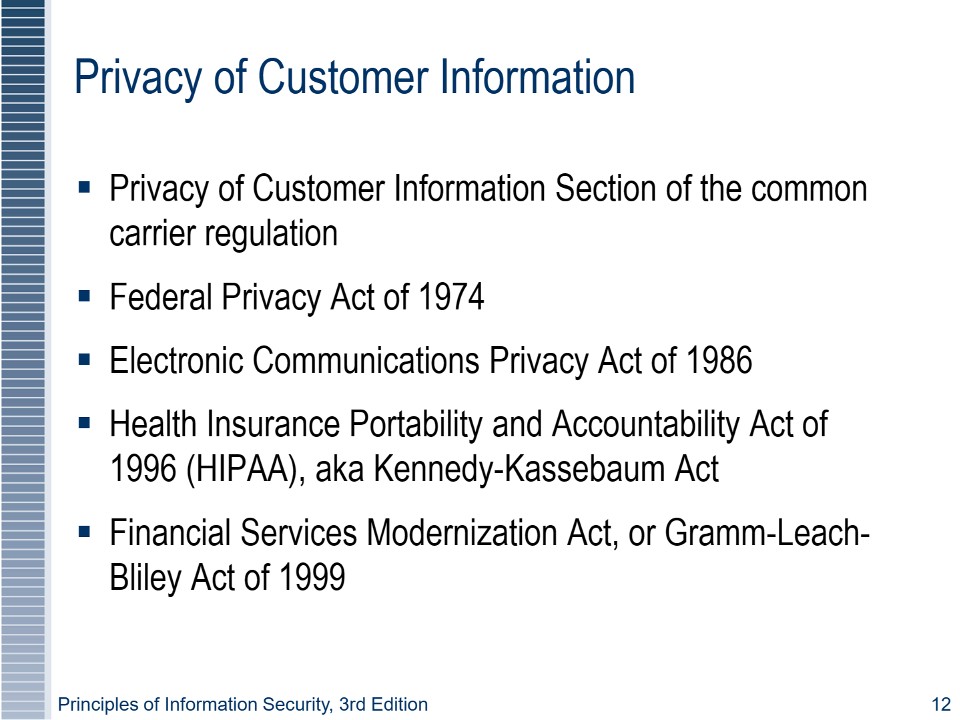 Privacy of Customer Information
▪ Privacy of Customer Information Section of the common
carrier regulation
▪ Federal Privacy Act of 1974
▪ Electronic Communications Privacy Act of 1986
▪ Health Insurance Portability and Accountability Act of
1996 (HIPAA), aka Kennedy-Kassebaum Act
▪ Financial Services Modernization Act, or Gramm-Leach-
Bliley Act of 1999
Principles of Information Security, 3rd Edition
12